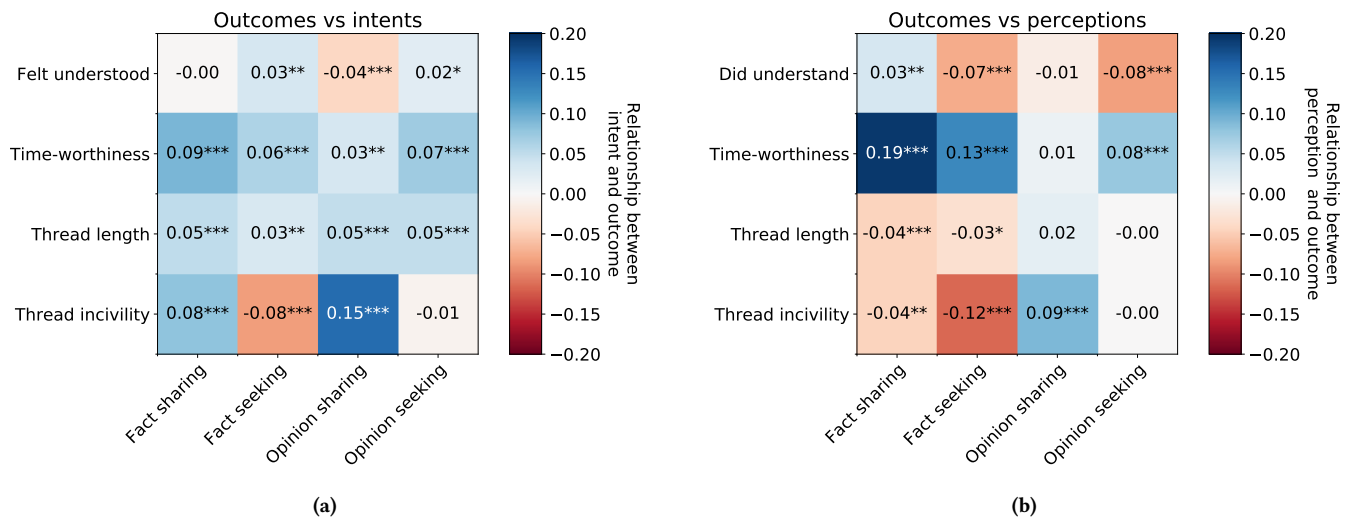 Outcomes vs intents
Felt understood
Time-worthiness
Thread length
Thread incivility
-0.00 0.03** -0.04*** 0.02*
0.09*** 0.06*** 0.03** 0.07***
0.05*** 0.03** 0.05*** 0.05***
0.08*** -0.08*** 0.15*** -0.01
Fact sharing
Fact seeking
Opinion sharing
Opinion seeking
0.20
0.15
0.10
0.05
0.00
−0.05
−0.10
−0.15
−0.20
Relationship between
intent and outcome
(a)
Outcomes vs perceptions
Did understand
Time-worthiness
Thread length
Thread incivility
0.03** -0.07*** -0.01 -0.08***
0.19*** 0.13*** 0.01 0.08***
-0.04*** -0.03* 0.02 -0.00
-0.04** -0.12*** 0.09*** -0.00
Fact sharing
Fact seeking
Opinion sharing
Opinion seeking
0.20
0.15
0.10
0.05
0.00
−0.05
−0.10
−0.15
−0.20
Relationship between
perception and outcome
(b)